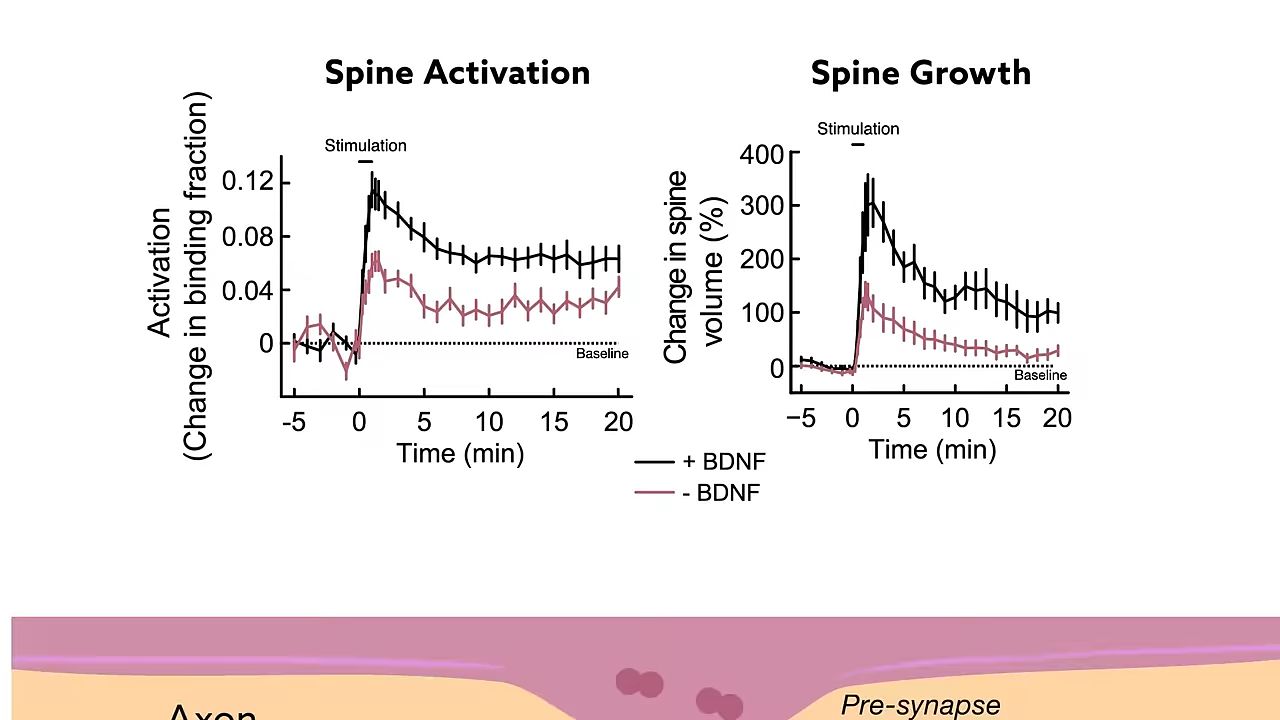 Spine Activation
Stimulation
Activation
(Change in binding fraction)
0.12
0.08
0.04
0
Baseline
-5 0 5 10 15 20
Time (min)
Spine Growth
Stimulation
Change in spine
volume (%)
400
300
200
100
0
Baseline
−5 0 5 10 15 20
Time (min)
+ BDNF
- BDNF
Axon
Pre-synapse